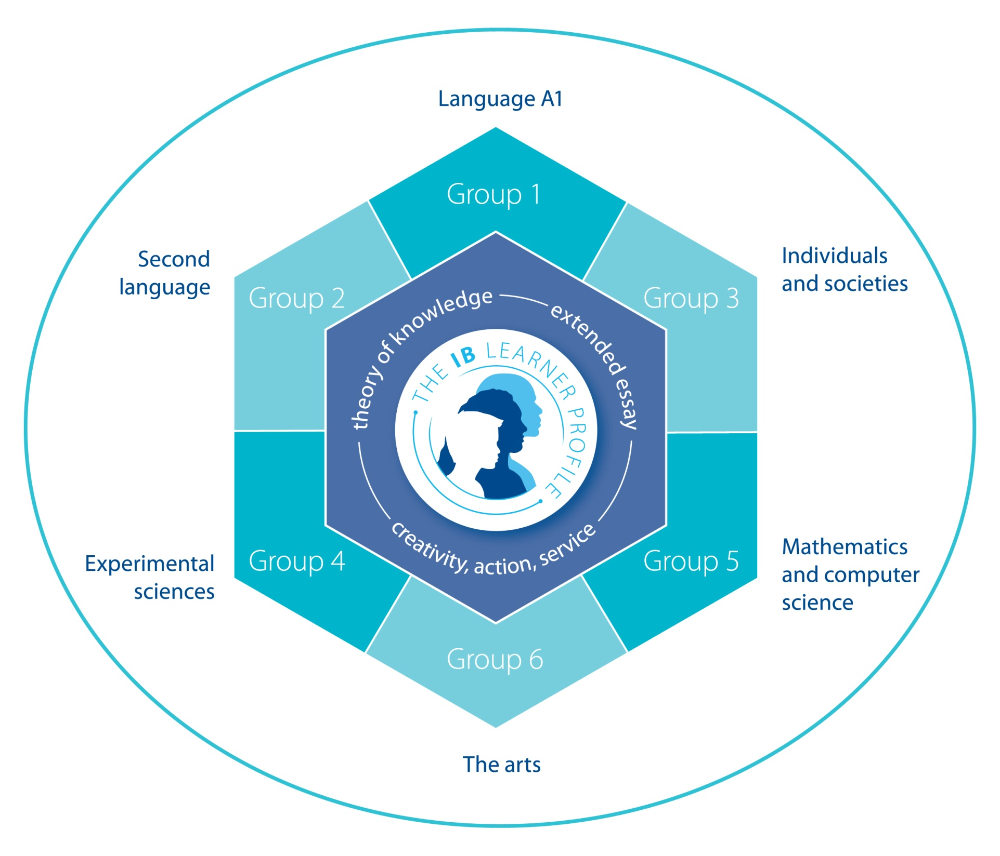 Language A1
Group 1
Second
language
Group 2
Individuals
and societies
Group 3
theory of knowledge
extended essay
THE IB LEARNER PROFILE
creativity, action, service
Experimental
sciences
Group 4
Mathematics
and computer
science
Group 5
Group 6
The arts